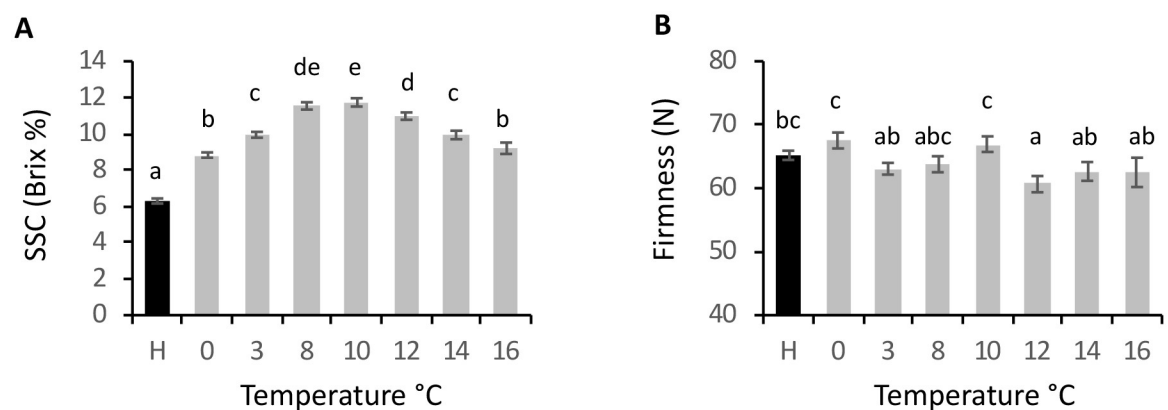 A
SSC (Brix %)
14
12
10
8
6
4
2
0
a
b
c
de
e
d
c
b
H 0 3 8 10 12 14 16
Temperature °C
B
Firmness (N)
80
70
60
50
40
bc
c
ab
abc
c
a
ab
ab
H 0 3 8 10 12 14 16
Temperature °C